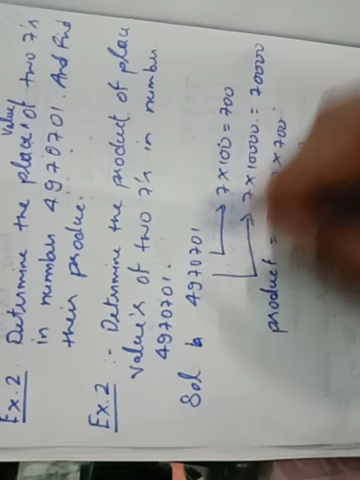 Ex. 2 Determine the place value of two 7's
in number 4970701. And Find
their produc
Ex. 2 :- Determine the product of place
Value's of two 7's in number
4970701.
Sol 4970701
7 × 100 = 700
7 × 10000 = 70000
product = × 700